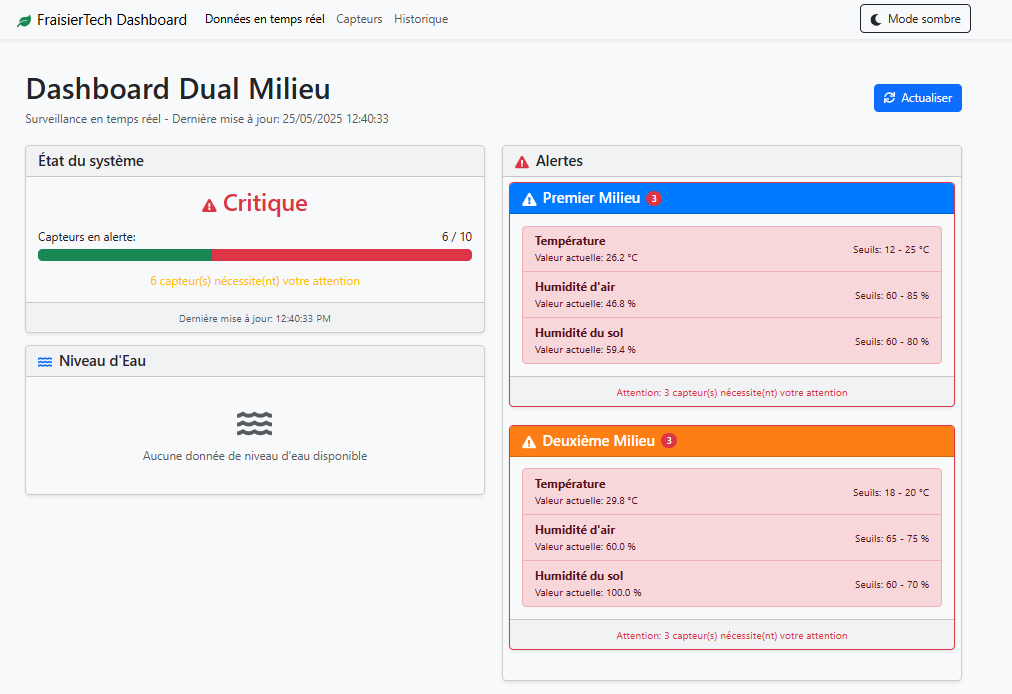 FraisierTech Dashboard Données en temps réel Capteurs Historique Mode sombre
Dashboard Dual Milieu
Actualiser
Surveillance en temps réel - Dernière mise à jour: 25/05/2025 12:40:33
État du système
Critique
Capteurs en alerte: 6 / 10
6 capteur(s) nécessite(nt) votre attention
Dernière mise à jour: 12:40:33 PM
Niveau d'Eau
Aucune donnée de niveau d'eau disponible
Alertes
Premier Milieu 3
Température
Valeur actuelle: 26.2 °C
Seuils: 12 - 25 °C
Humidité d'air
Valeur actuelle: 46.8 %
Seuils: 60 - 85 %
Humidité du sol
Valeur actuelle: 59.4 %
Seuils: 60 - 80 %
Attention: 3 capteur(s) nécessite(nt) votre attention
Deuxième Milieu 3
Température
Valeur actuelle: 29.8 °C
Seuils: 18 - 20 °C
Humidité d'air
Valeur actuelle: 60.0 %
Seuils: 65 - 75 %
Humidité du sol
Valeur actuelle: 100.0 %
Seuils: 60 - 70 %
Attention: 3 capteur(s) nécessite(nt) votre attention